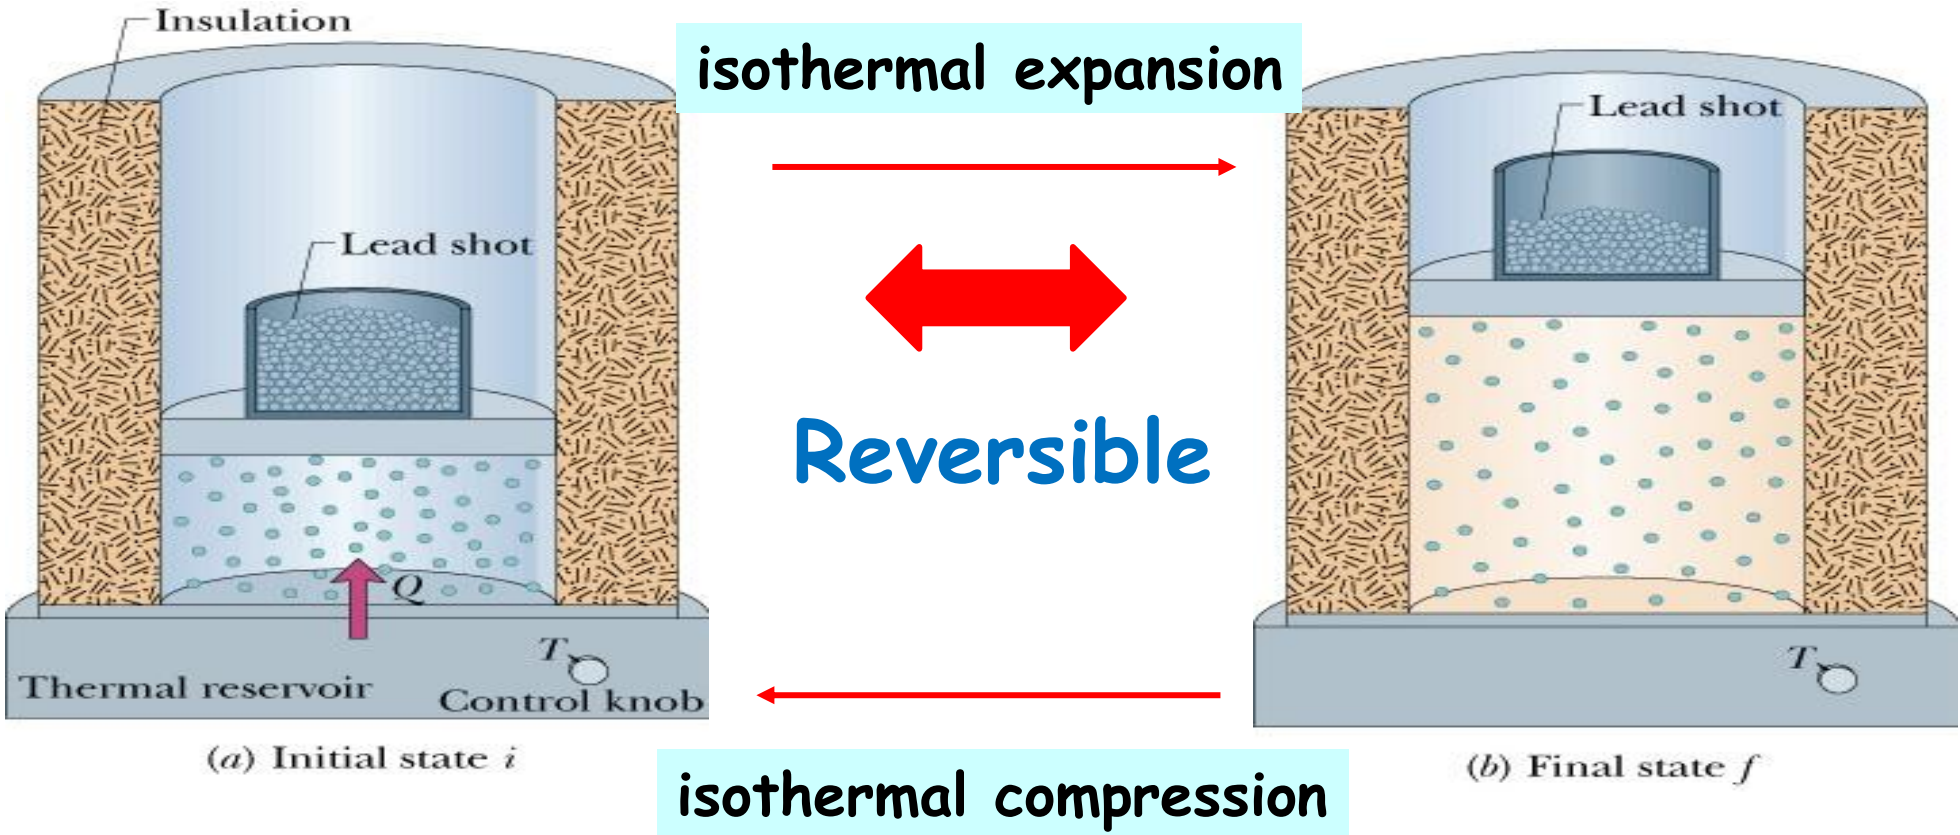 Insulation
isothermal expansion
Lead shot
Lead shot
Reversible
Q
T
Thermal reservoir
Control knob
T
(a) Initial state i
(b) Final state f
isothermal compression